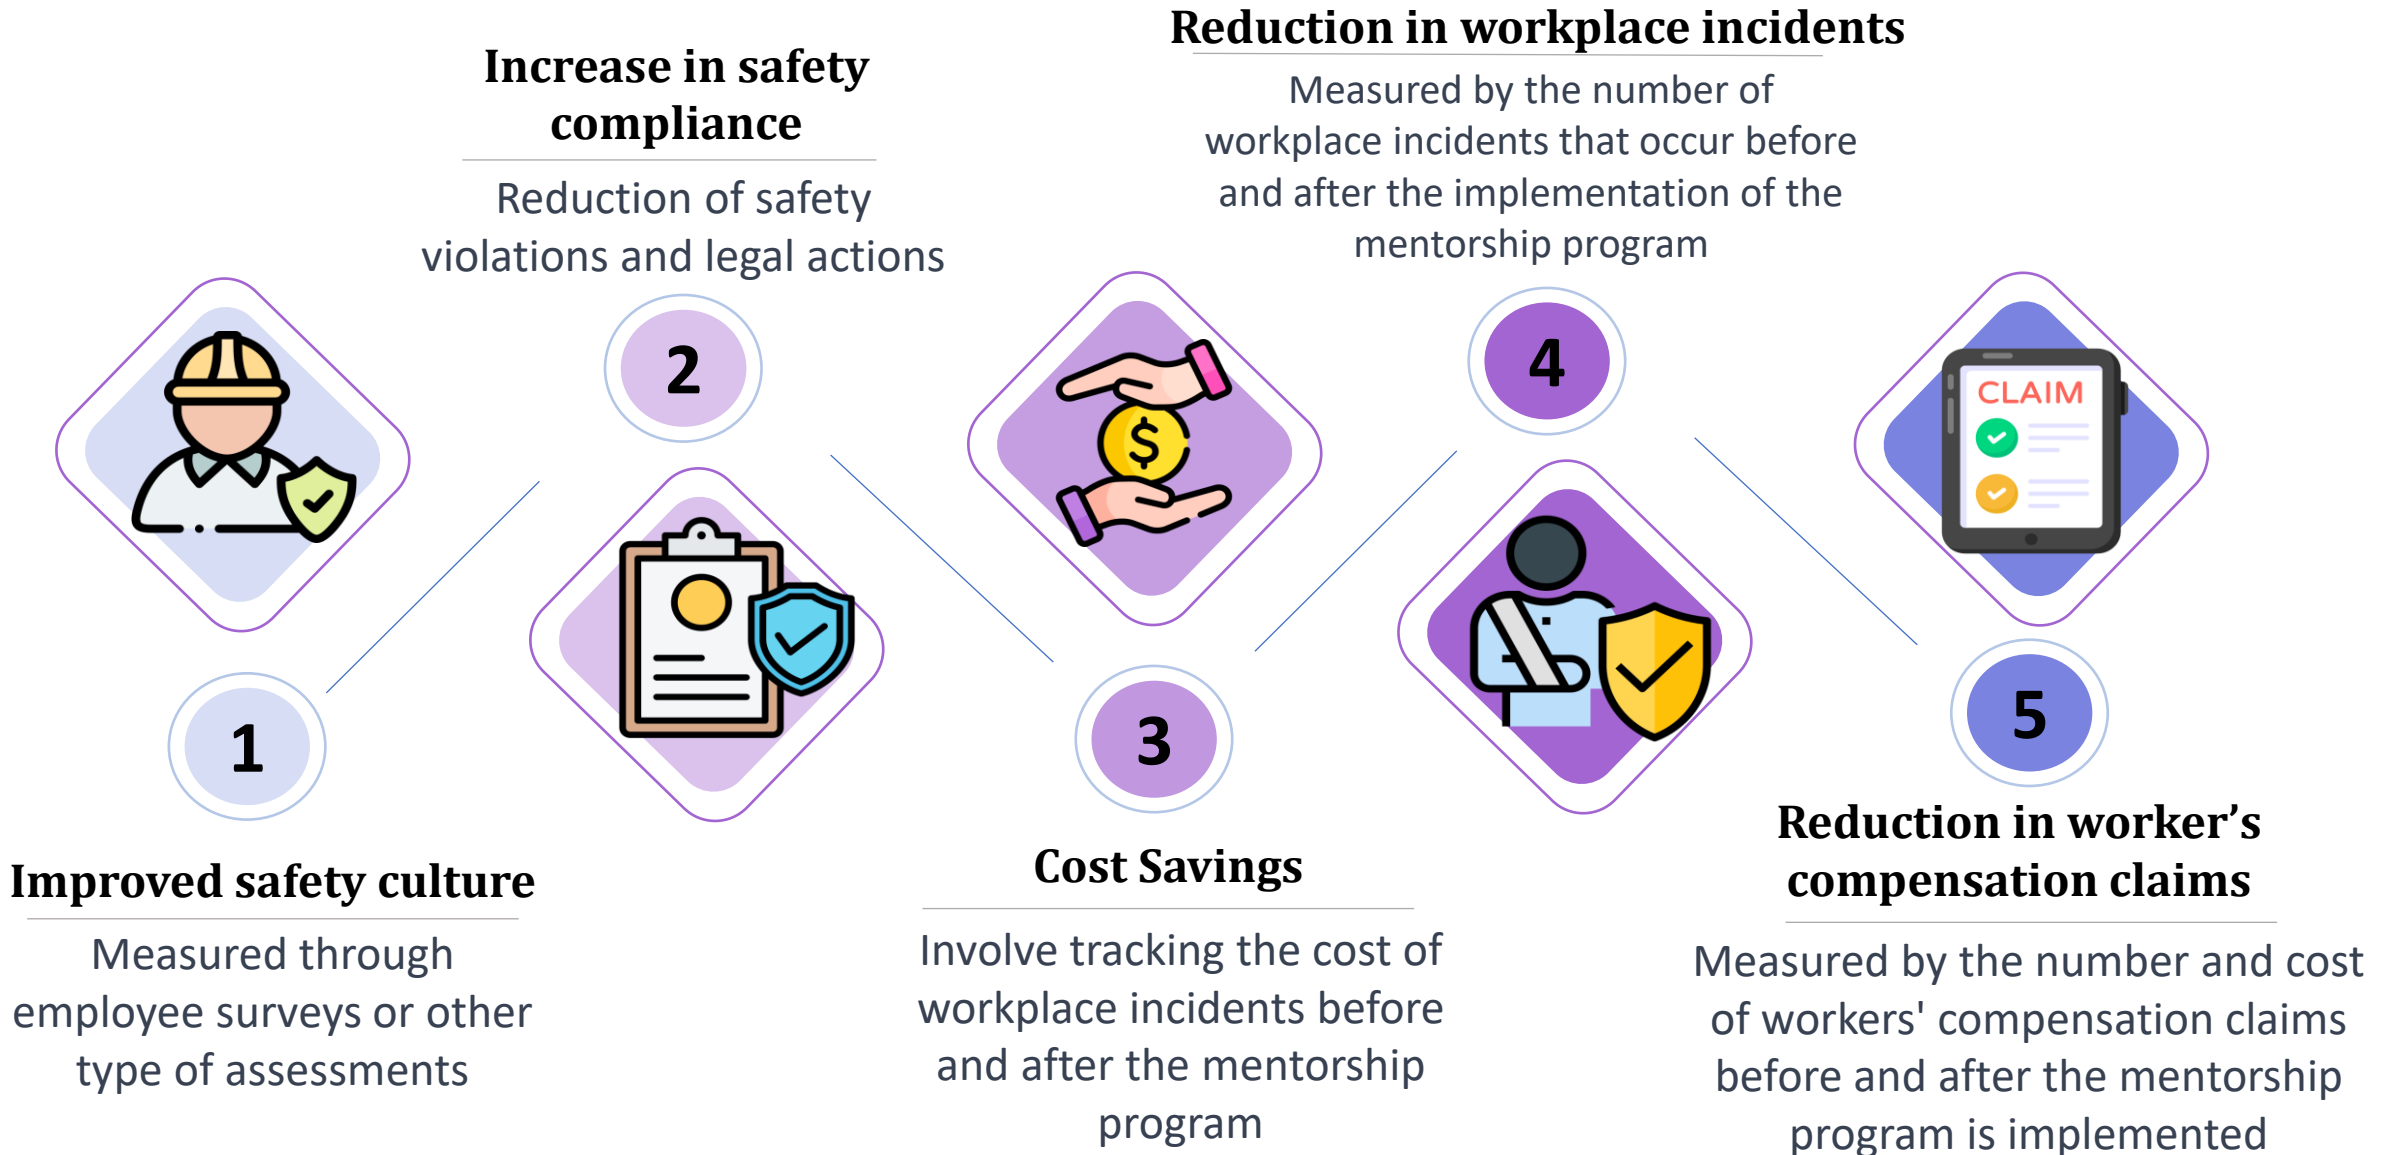 1
Improved safety culture
Measured through
employee surveys or other
type of assessments
Increase in safety
compliance
Reduction of safety
violations and legal actions
2
$
3
Cost Savings
Involve tracking the cost of
workplace incidents before
and after the mentorship
program
Reduction in workplace incidents
Measured by the number of
workplace incidents that occur before
and after the implementation of the
mentorship program
4
CLAIM
5
Reduction in worker’s
compensation claims
Measured by the number and cost
of workers' compensation claims
before and after the mentorship
program is implemented